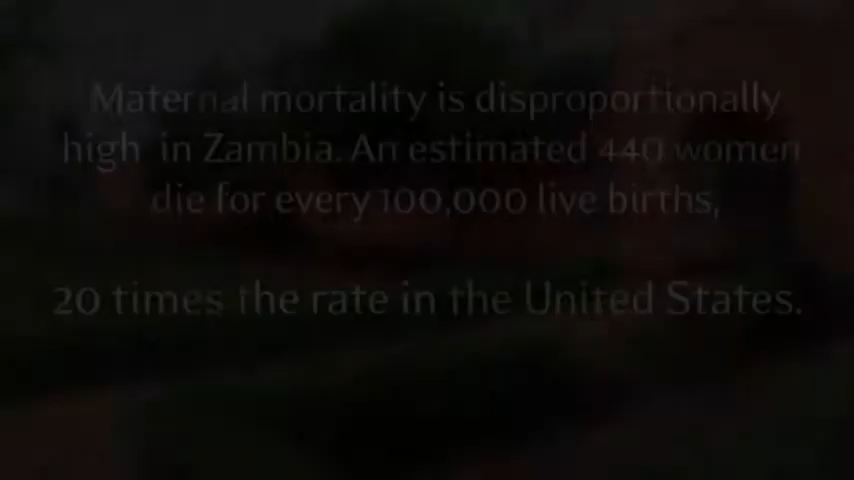 Maternal mortality is disproportionally
high in Zambia. An estimated 440 women
die for every 100,000 live births,
20 times the rate in the United States.